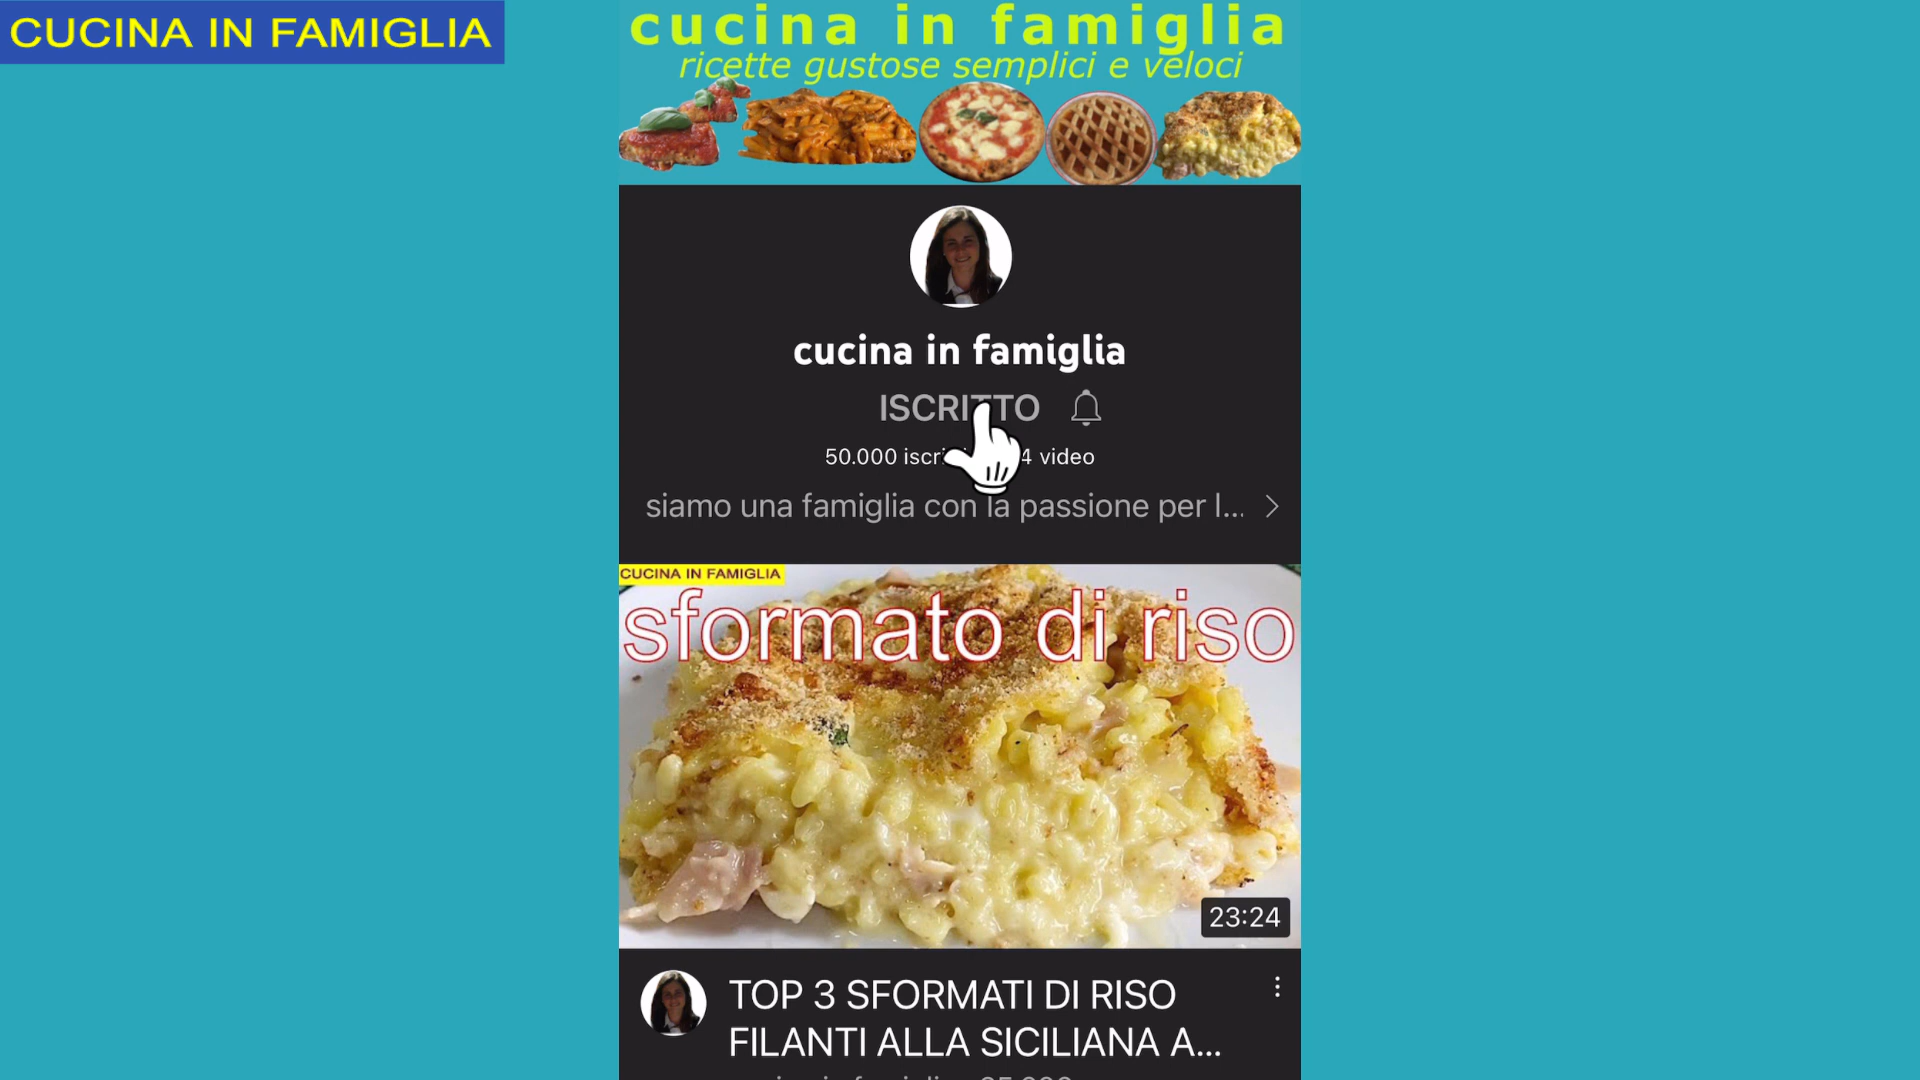 CUCINA IN FAMIGLIA
cucina in famiglia
ricette gustose semplici e veloci
cucina in famiglia
ISCRITTO
50.000 video
siamo una famiglia con la passione per l...
CUCINA IN FAMIGLIA
sformato di riso
23:24
TOP 3 SFORMATI DI RISO
FILANTI ALLA SICILIANA A...